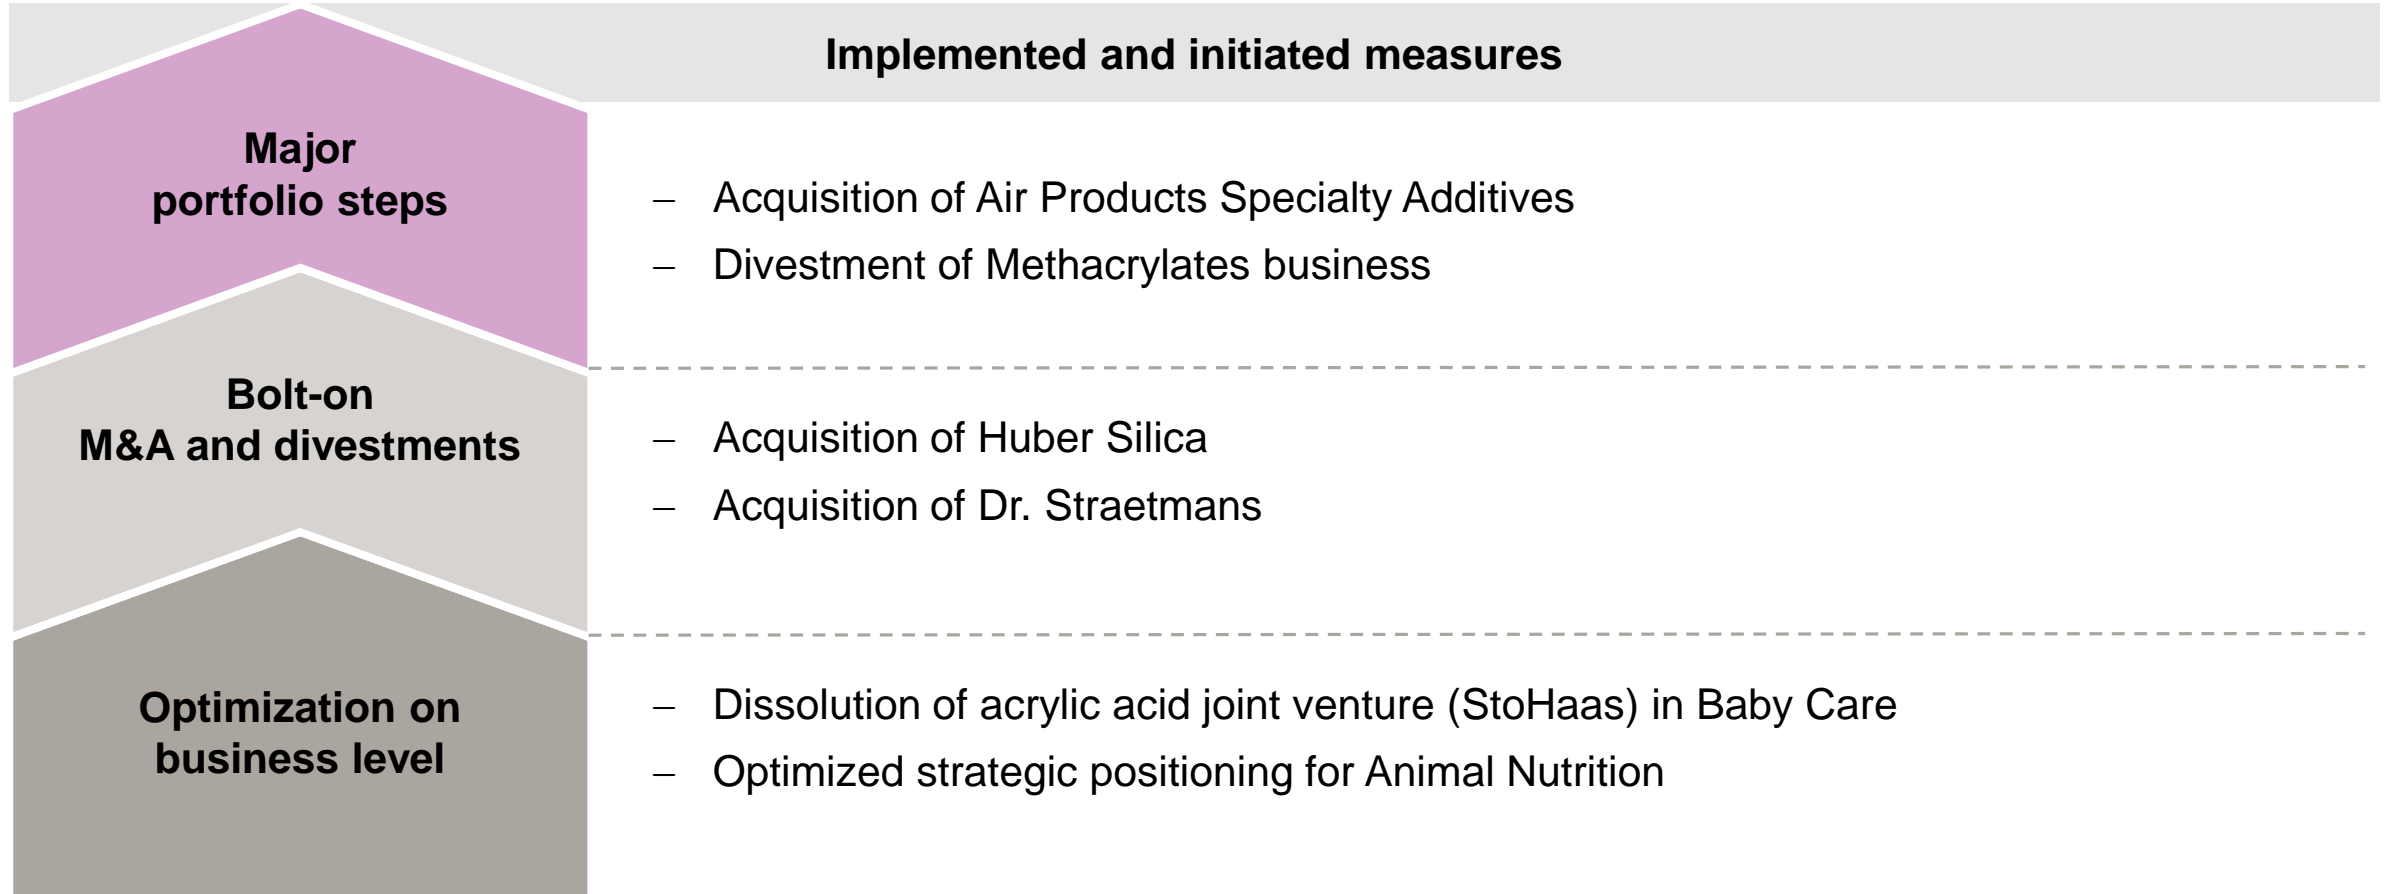 Implemented and initiated measures
Major
portfolio steps
– Acquisition of Air Products Specialty Additives
– Divestment of Methacrylates business
Bolt-on
M&A and divestments
– Acquisition of Huber Silica
– Acquisition of Dr. Straetmans
Optimization on
business level
– Dissolution of acrylic acid joint venture (StoHaas) in Baby Care
– Optimized strategic positioning for Animal Nutrition